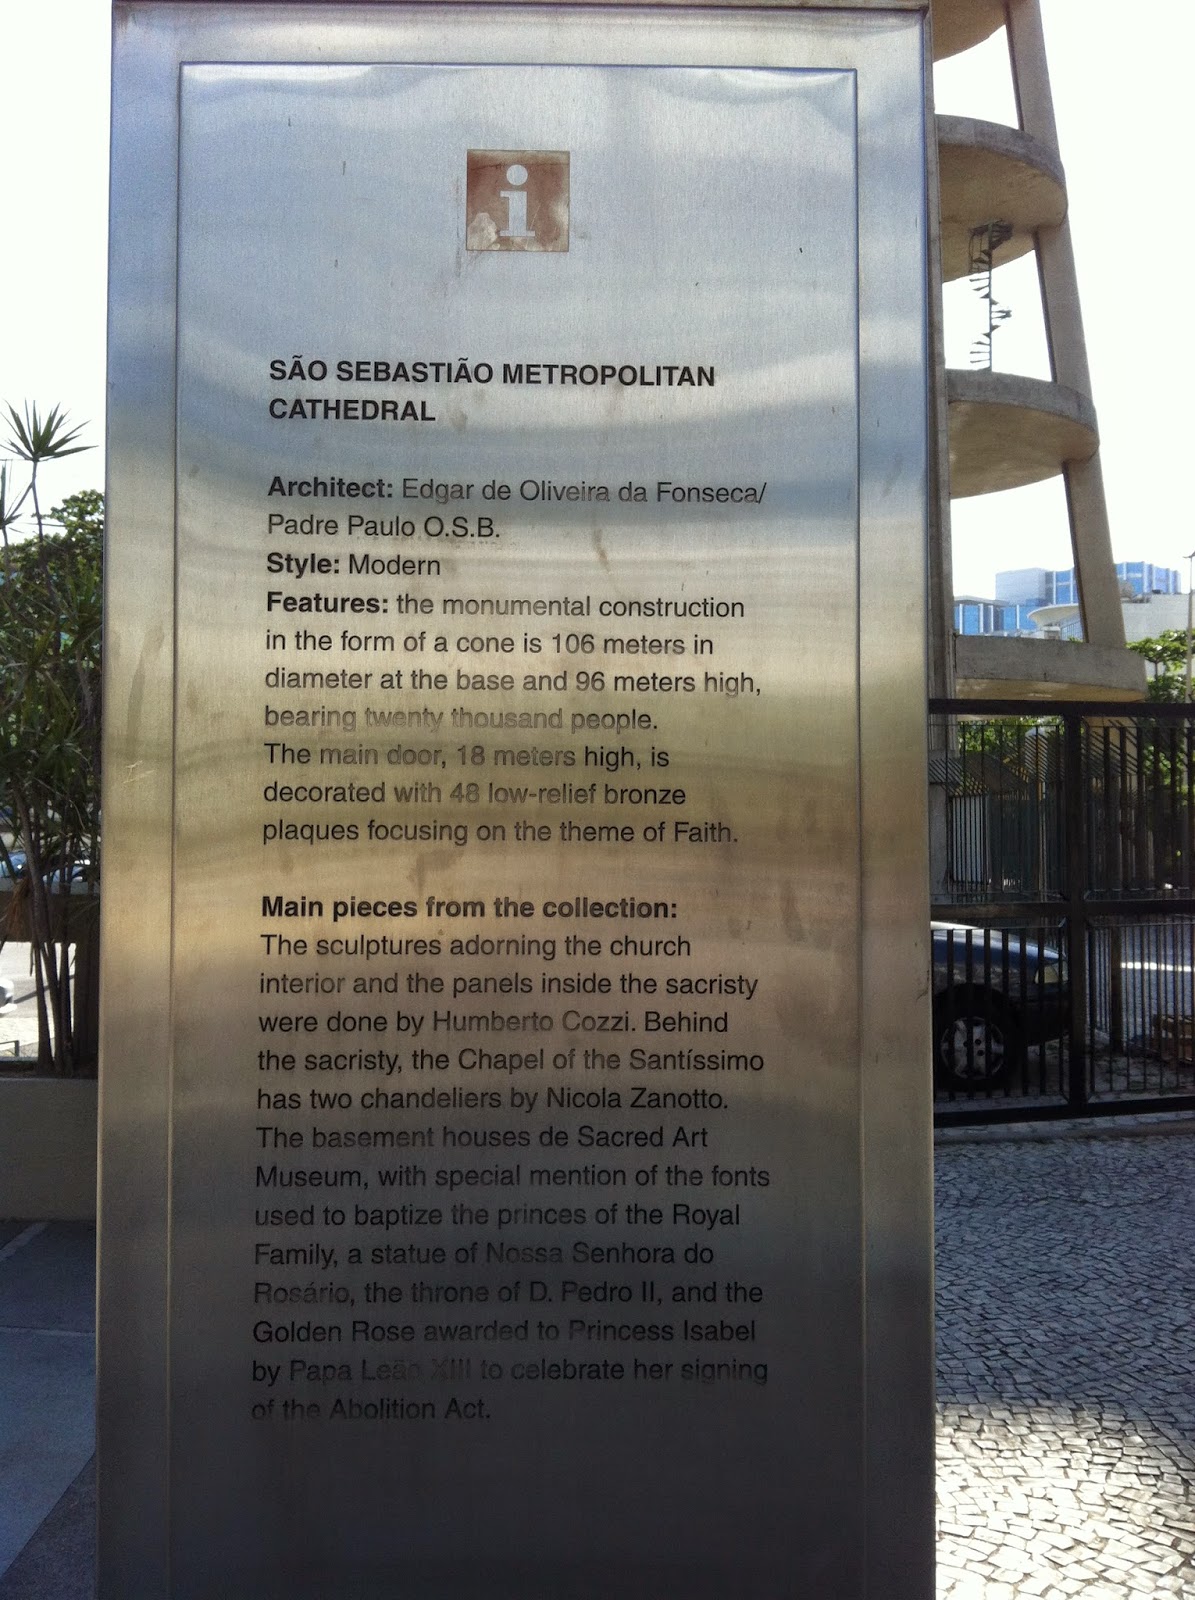 i
SÃO SEBASTIÃO METROPOLITAN
CATHEDRAL
Architect: Edgar de Oliveira da Fonseca/
Padre Paulo O.S.B.
Style: Modern
Features: the monumental construction
in the form of a cone is 106 meters in
diameter at the base and 96 meters high,
bearing twenty thousand people.
The main door, 18 meters high, is
decorated with 48 low-relief bronze
plaques focusing on the theme of Faith.
Main pieces from the collection:
The sculptures adorning the church
interior and the panels inside the sacristy
were done by Humberto Cozzi. Behind
the sacristy, the Chapel of the Santíssimo
has two chandeliers by Nicola Zanotto.
The basement houses de Sacred Art
Museum, with special mention of the fonts
used to baptize the princes of the Royal
Family, a statue of Nossa Senhora do
Rosário, the throne of D. Pedro II, and the
Golden Rose awarded to Princess Isabel
by Papa Leão XIII to celebrate her signing
of the Abolition Act.